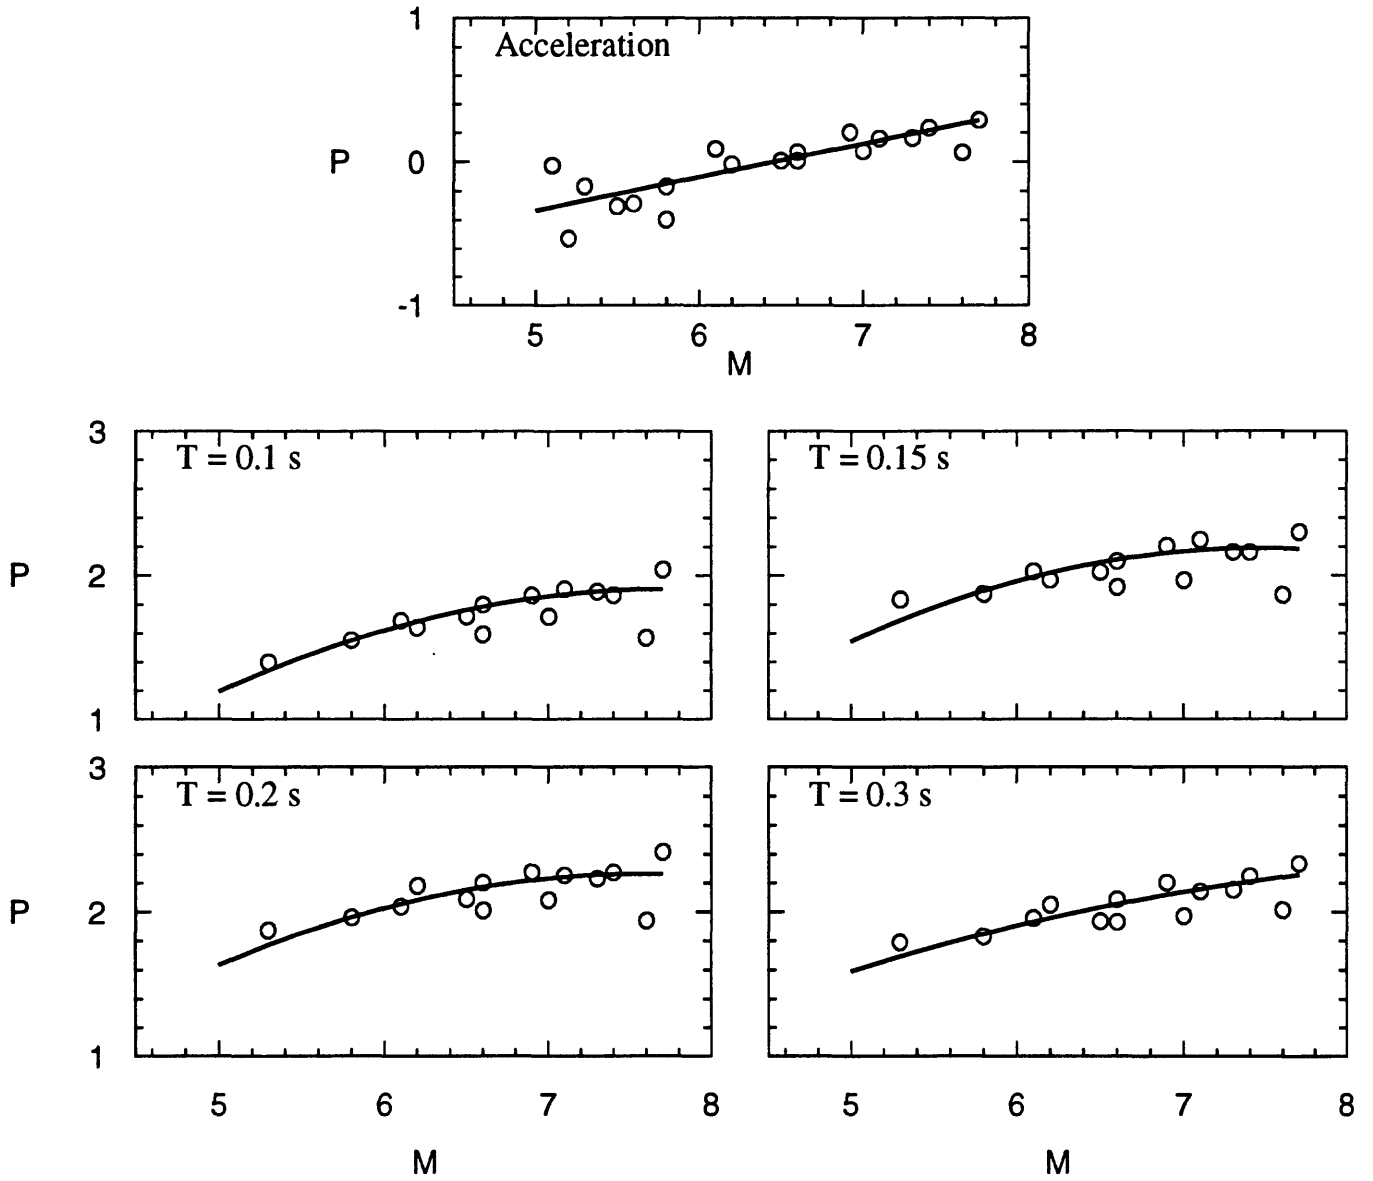 1
Acceleration
P 0
-1
5 6 7 8
M
3
T = 0.1 s T = 0.15 s
P 2
1
3
T = 0.2 s T = 0.3 s
P 2
1
5 6 7 8 5 6 7 8
M M